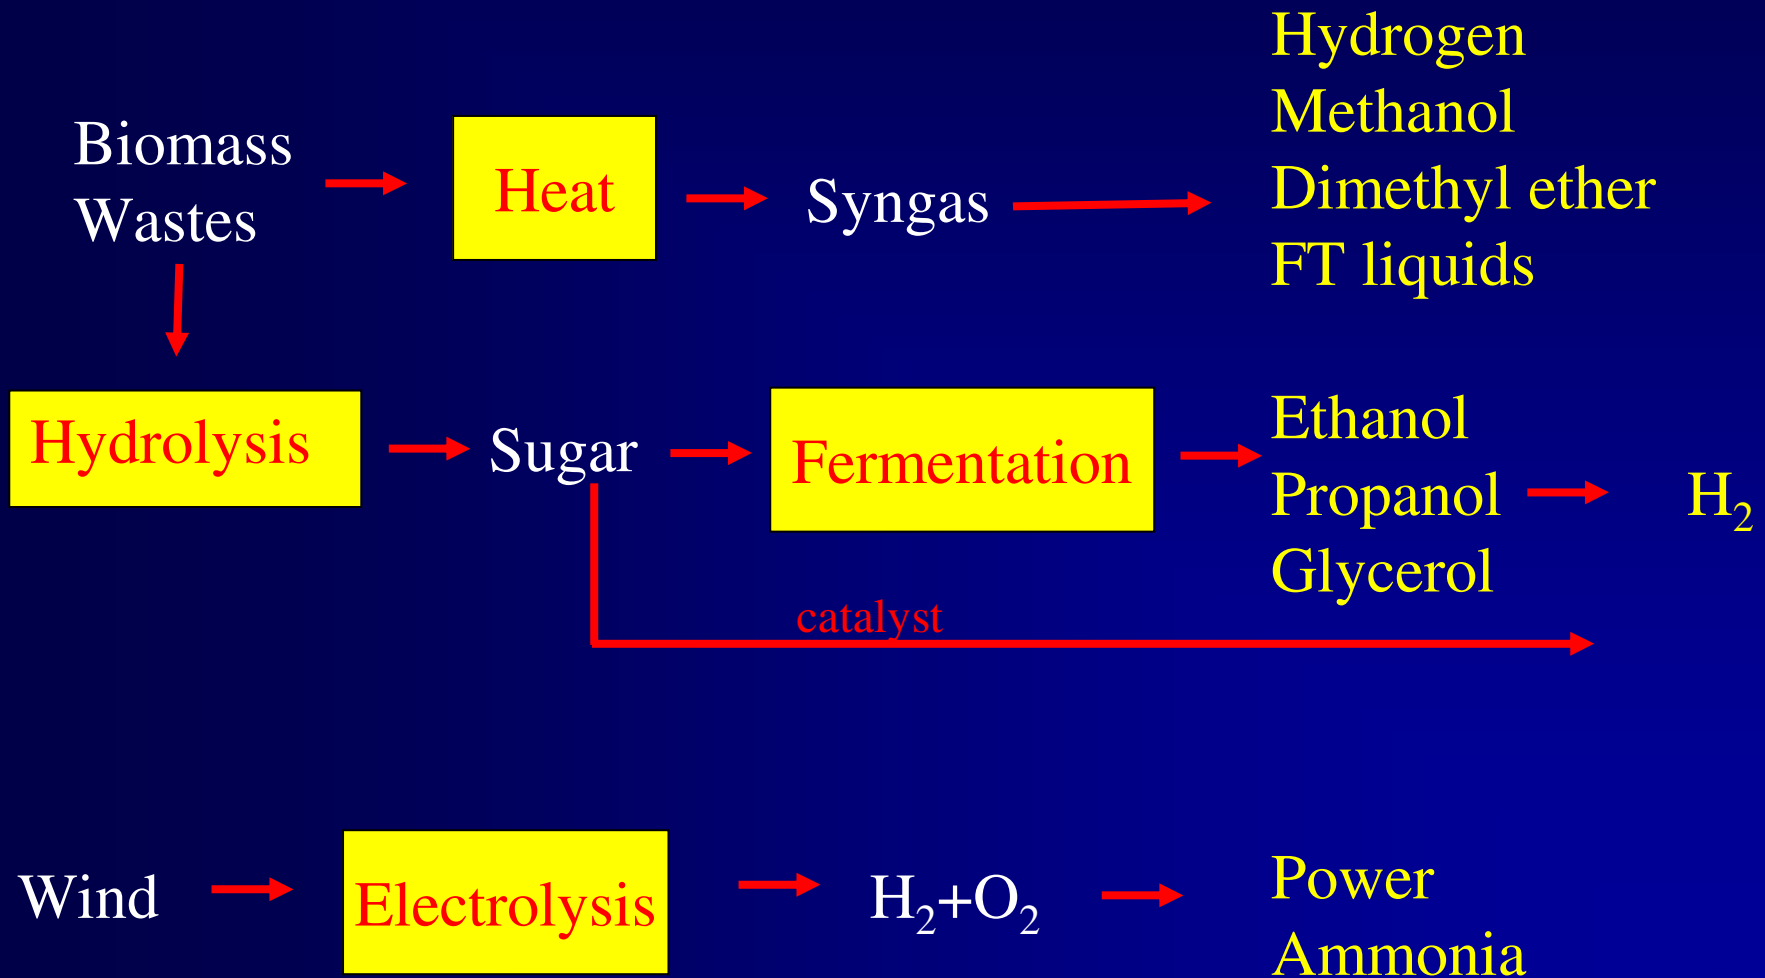 Hydrogen
Methanol
Dimethyl ether
FT liquids
Biomass
Wastes
Heat
Syngas
Hydrolysis
Sugar
Fermentation
Ethanol
Propanol
Glycerol
H₂
catalyst
Wind
Electrolysis
H₂+O₂
Power
Ammonia